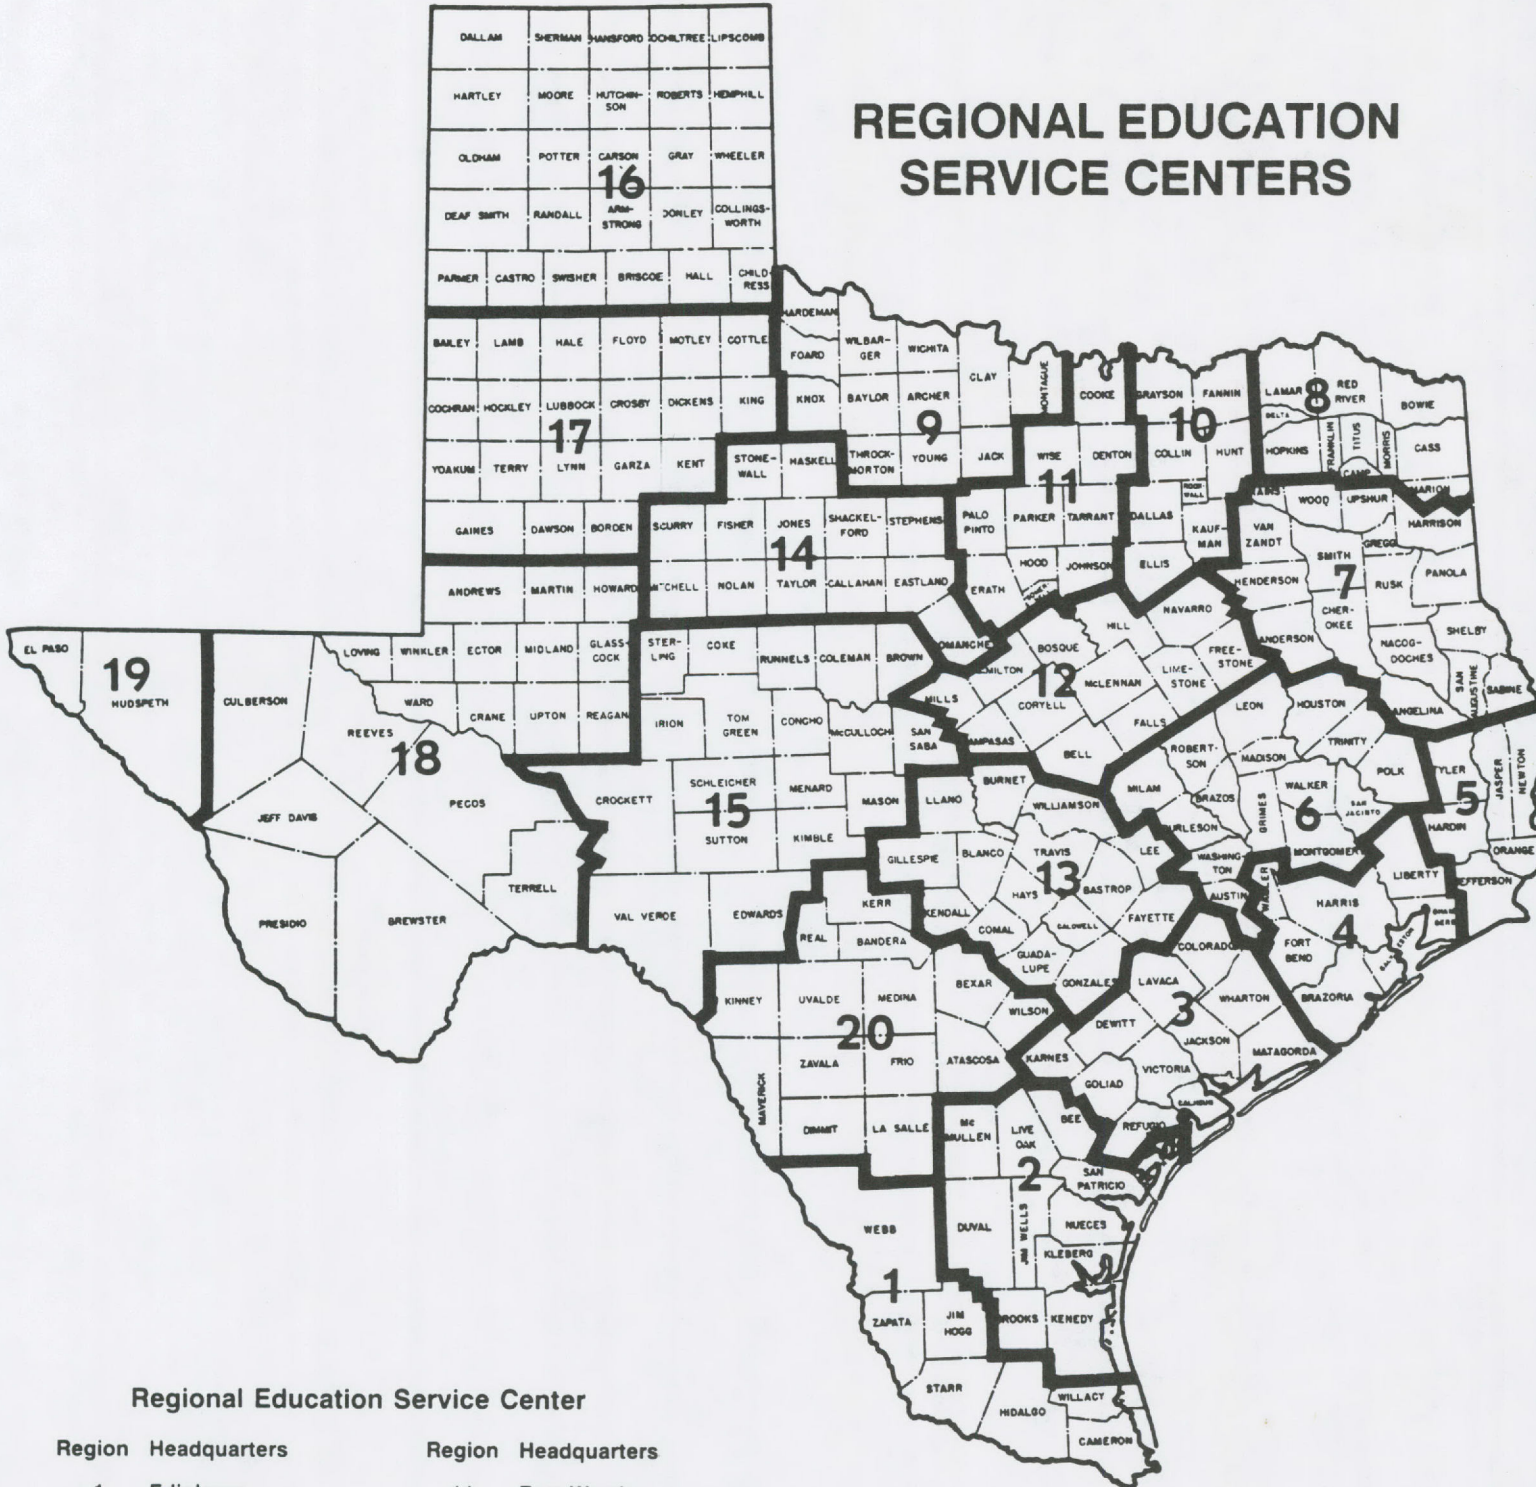 REGIONAL EDUCATION
SERVICE CENTERS
DALLAM SHERMAN HANSFORD OCHILTREE LIPSCOMB
HARTLEY MOORE HUTCHIN-
SON ROBERTS HEMPHILL
OLDHAM POTTER CARSON GRAY WHEELER
16
DEAF SMITH RANDALL ARM-
STRONG DONLEY COLLINGS-
WORTH
PARMER CASTRO SWISHER BRISCOE HALL CHILD-
RESS
BAILEY LAMB HALE FLOYD MOTLEY COTTLE
COCHRAN HOCKLEY LUBBOCK CROSBY DICKENS KING
17
YOAKUM TERRY LYNN GARZA KENT
GAINES DAWSON BORDEN
HARDEMAN
FOARD WILBAR-
GER WICHITA CLAY MONTAGUE
KNOX BAYLOR ARCHER
9
THROCK-
MORTON YOUNG JACK
COOKE GRAYSON FANNIN
10
COLLIN HUNT
ROCK-
WALL
DALLAS KAUF-
MAN
ELLIS
LAMAR 8 RED
RIVER BOWIE
DELTA
HOPKINS FRANKLIN TITUS MORRIS CASS
CAMP
MARION
WISE DENTON
11
PALO
PINTO PARKER TARRANT
HOOD JOHNSON
ERATH
STONE-
WALL HASKELL
SCURRY FISHER JONES SHACKEL-
FORD STEPHENS
14
MITCHELL NOLAN TAYLOR CALLAHAN EASTLAND
COMANCHE
RAINS WOOD UPSHUR
HARRISON
VAN
ZANDT SMITH GREGG
7
HENDERSON RUSK PANOLA
CHER-
OKEE
ANDERSON NACOG-
DOCHES SHELBY
SAN
AUGUSTINE SABINE
ANGELINA
ANDREWS MARTIN HOWARD
LOVING WINKLER ECTOR MIDLAND GLASS-
COCK
WARD CRANE UPTON REAGAN
EL PASO
19
HUDSPETH
CULBERSON
REEVES
18
PECOS
JEFF DAVIS
TERRELL
PRESIDIO BREWSTER
STER-
LING COKE RUNNELS COLEMAN BROWN
IRION TOM
GREEN CONCHO McCULLOCH SAN
SABA MILLS
CROCKETT SCHLEICHER MENARD MASON
15
SUTTON KIMBLE
VAL VERDE EDWARDS
HAMILTON BOSQUE HILL NAVARRO
12
CORYELL McLENNAN LIME-
STONE FREE-
STONE
LAMPASAS BELL FALLS
LEON HOUSTON
TRINITY
ROBERT-
SON MADISON POLK
MILAM BRAZOS WALKER
GRIMES SAN
JACINTO
6
BURLESON MONTGOMERY
WASHING-
TON
AUSTIN
TYLER JASPER NEWTON
5
HARDIN
ORANGE
JEFFERSON
LLANO BURNET WILLIAMSON
GILLESPIE BLANCO TRAVIS LEE
13
HAYS BASTROP
KENDALL COMAL CALDWELL FAYETTE
GUADA-
LUPE
GONZALES
WALLER HARRIS LIBERTY
4
CHAM-
BERS
FORT
BEND GALVESTON
BRAZORIA
COLORADO
LAVACA
3
WHARTON
DEWITT JACKSON
MATAGORDA
KARNES VICTORIA
GOLIAD
CALHOUN
REFUGIO
KERR
REAL BANDERA
KINNEY UVALDE MEDINA BEXAR
20
WILSON
ZAVALA FRIO ATASCOSA
MAVERICK
DIMMIT LA SALLE
Mc
MULLEN LIVE
OAK BEE
2
SAN
PATRICIO
DUVAL JIM WELLS NUECES
KLEBERG
BROOKS KENEDY
WEBB
1
ZAPATA JIM
HOGG
STARR HIDALGO WILLACY
CAMERON
Regional Education Service Center
Region Headquarters Region Headquarters